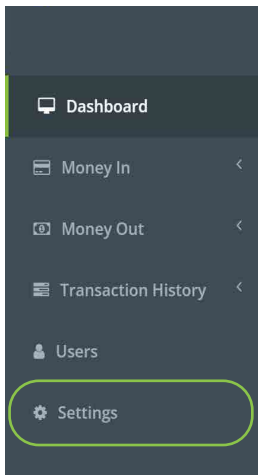 Dashboard
Money In
Money Out
Transaction History
Users
Settings